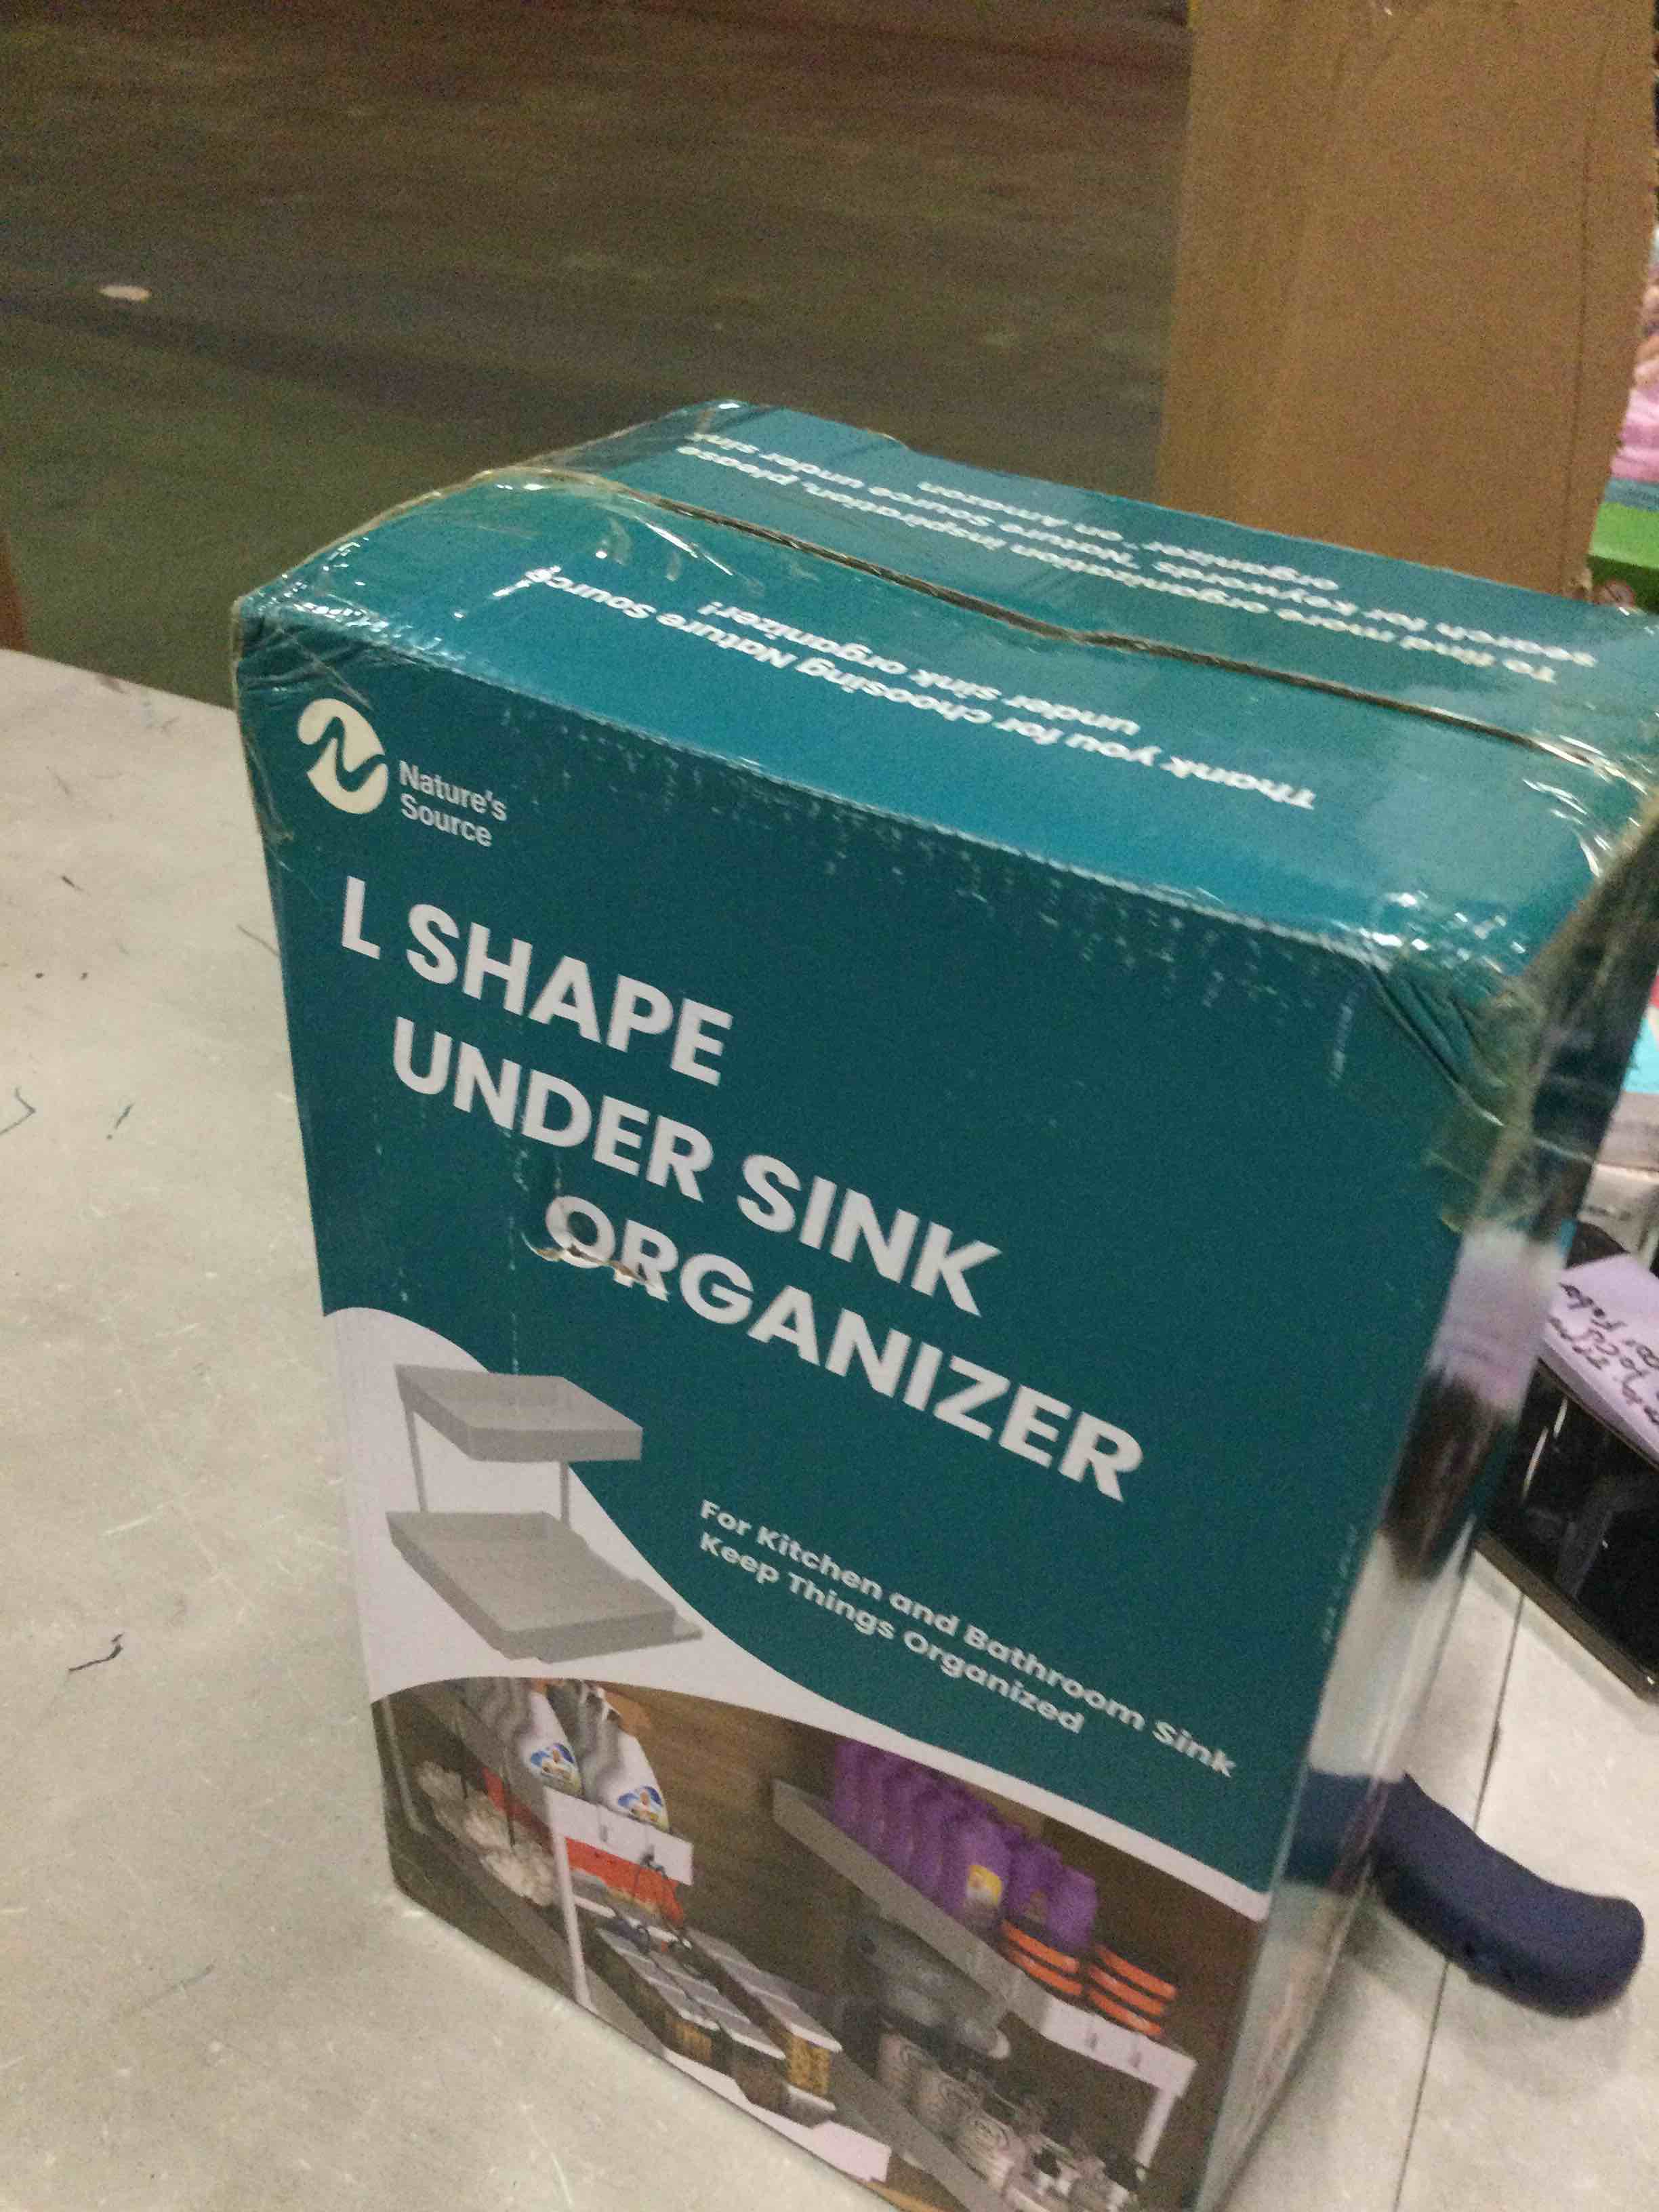 Nature's
Source
L SHAPE
UNDER SINK
ORGANIZER
For Kitchen and Bathroom Sink
Keep Things Organized
Thank you for choosing Nature Source
under sink organizer!
To find more organization inspiration, please
search for keywords "Nature Source under sink
organizer" on Amazon